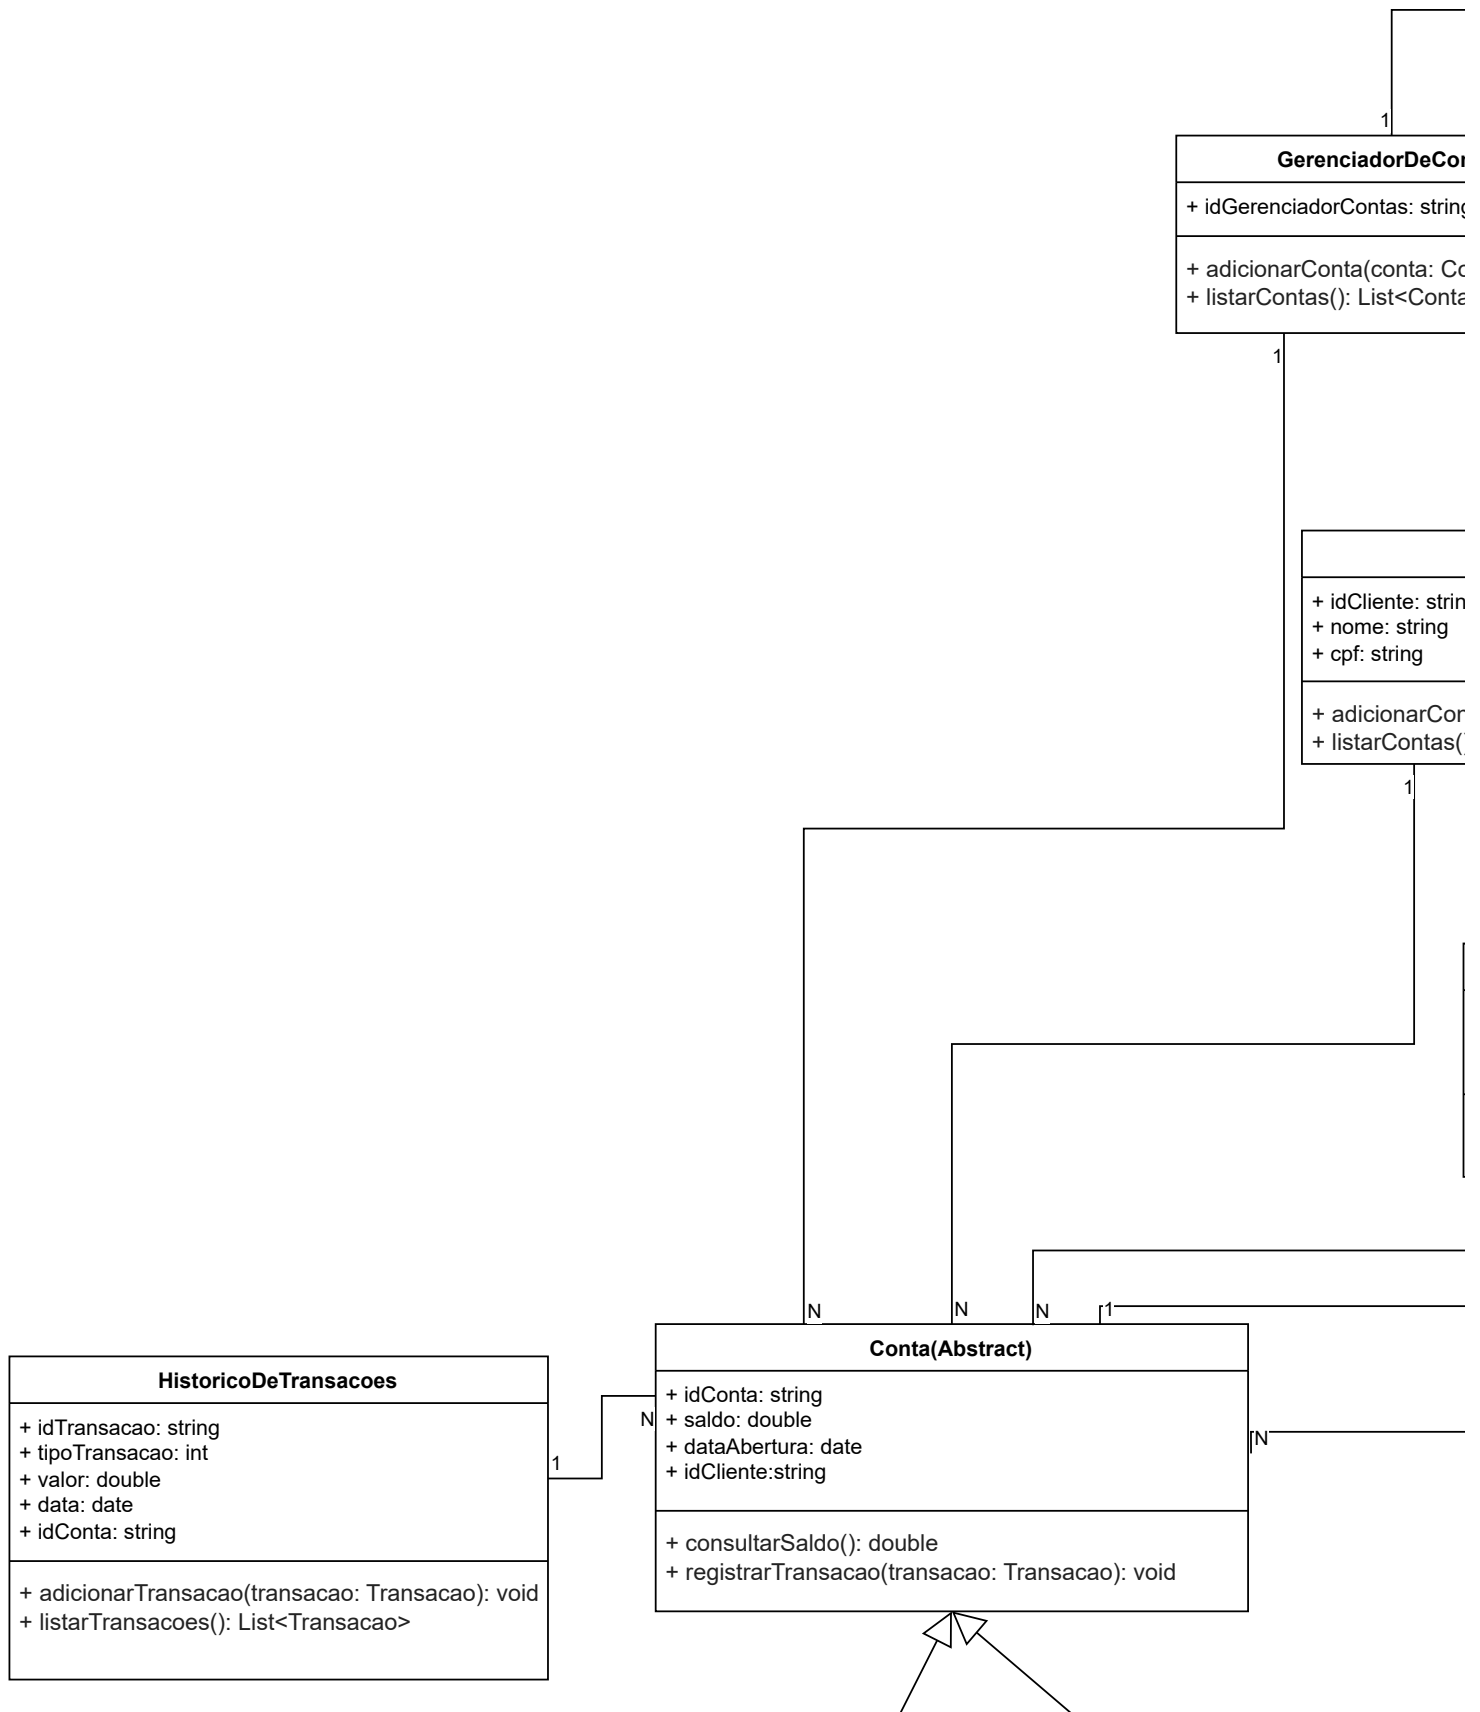 1
GerenciadorDeCon
+ idGerenciadorContas: string
+ adicionarConta(conta: Co
+ listarContas(): List<Conta
1
+ idCliente: strin
+ nome: string
+ cpf: string
+ adicionarCon
+ listarContas()
1
N
N
N
1
Conta(Abstract)
+ idConta: string
+ saldo: double
+ dataAbertura: date
+ idCliente:string
+ consultarSaldo(): double
+ registrarTransacao(transacao: Transacao): void
N
N
1
HistoricoDeTransacoes
+ idTransacao: string
+ tipoTransacao: int
+ valor: double
+ data: date
+ idConta: string
+ adicionarTransacao(transacao: Transacao): void
+ listarTransacoes(): List<Transacao>